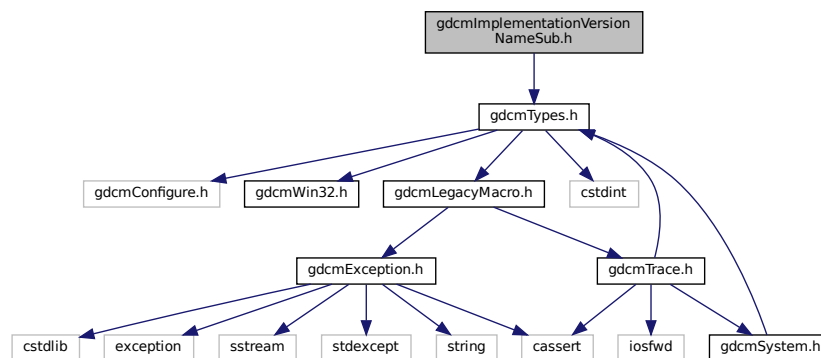 gdcmImplementationVersion
NameSub.h
gdcmTypes.h
gdcmConfigure.h
gdcmWin32.h
gdcmLegacyMacro.h
cstdint
gdcmException.h
gdcmTrace.h
cstdlib
exception
sstream
stdexcept
string
cassert
iosfwd
gdcmSystem.h